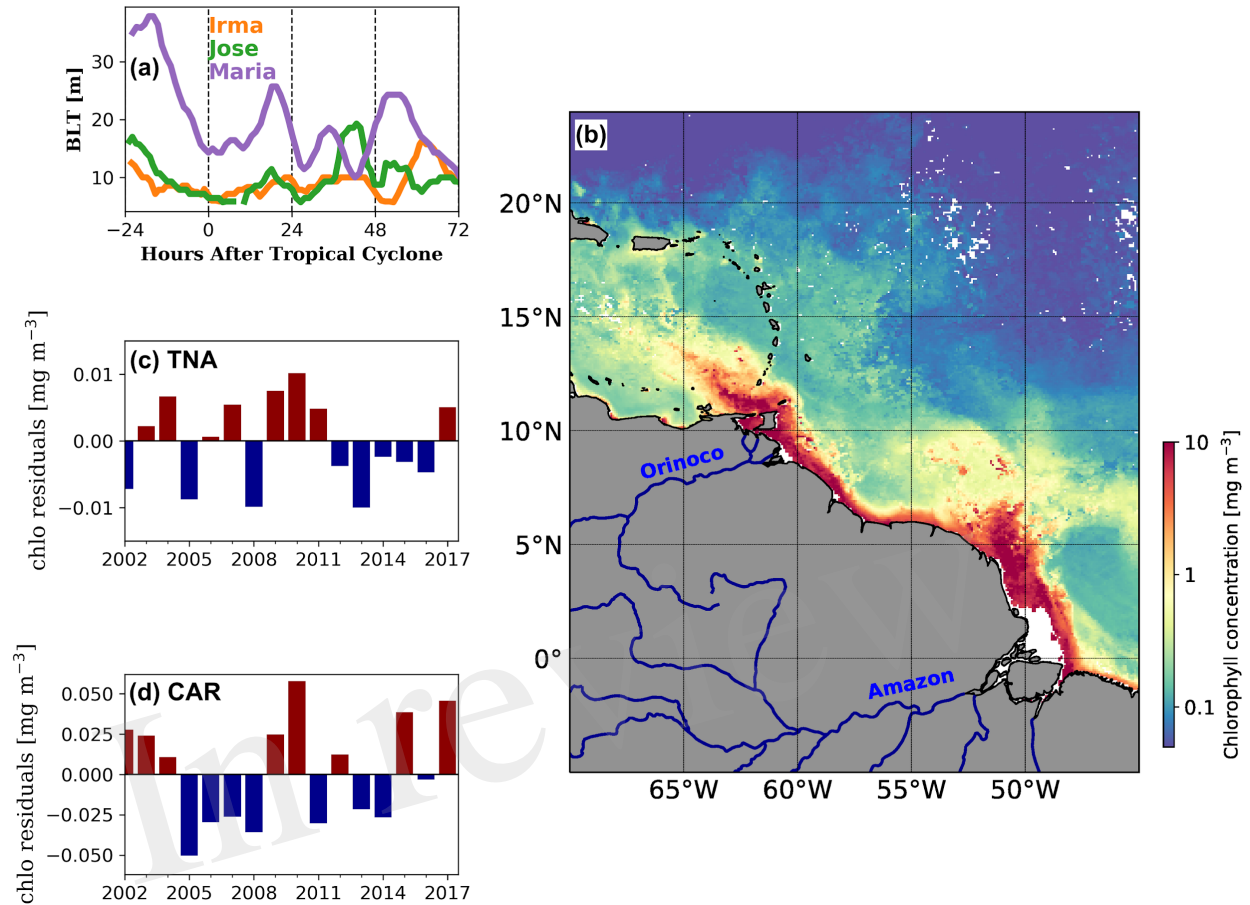 (a)
Irma
Jose
Maria
BLT [m]
30
20
10
−24
0
24
48
72
Hours After Tropical Cyclone
(b)
20°N
15°N
10°N
5°N
0°
65°W
60°W
55°W
50°W
Orinoco
Amazon
10
1
0.1
Chlorophyll concentration [mg m⁻³]
(c) TNA
chlo residuals [mg m⁻³]
0.01
0.00
−0.01
2002
2005
2008
2011
2014
2017
(d) CAR
chlo residuals [mg m⁻³]
0.050
0.025
0.000
−0.025
−0.050
2002
2005
2008
2011
2014
2017
In review